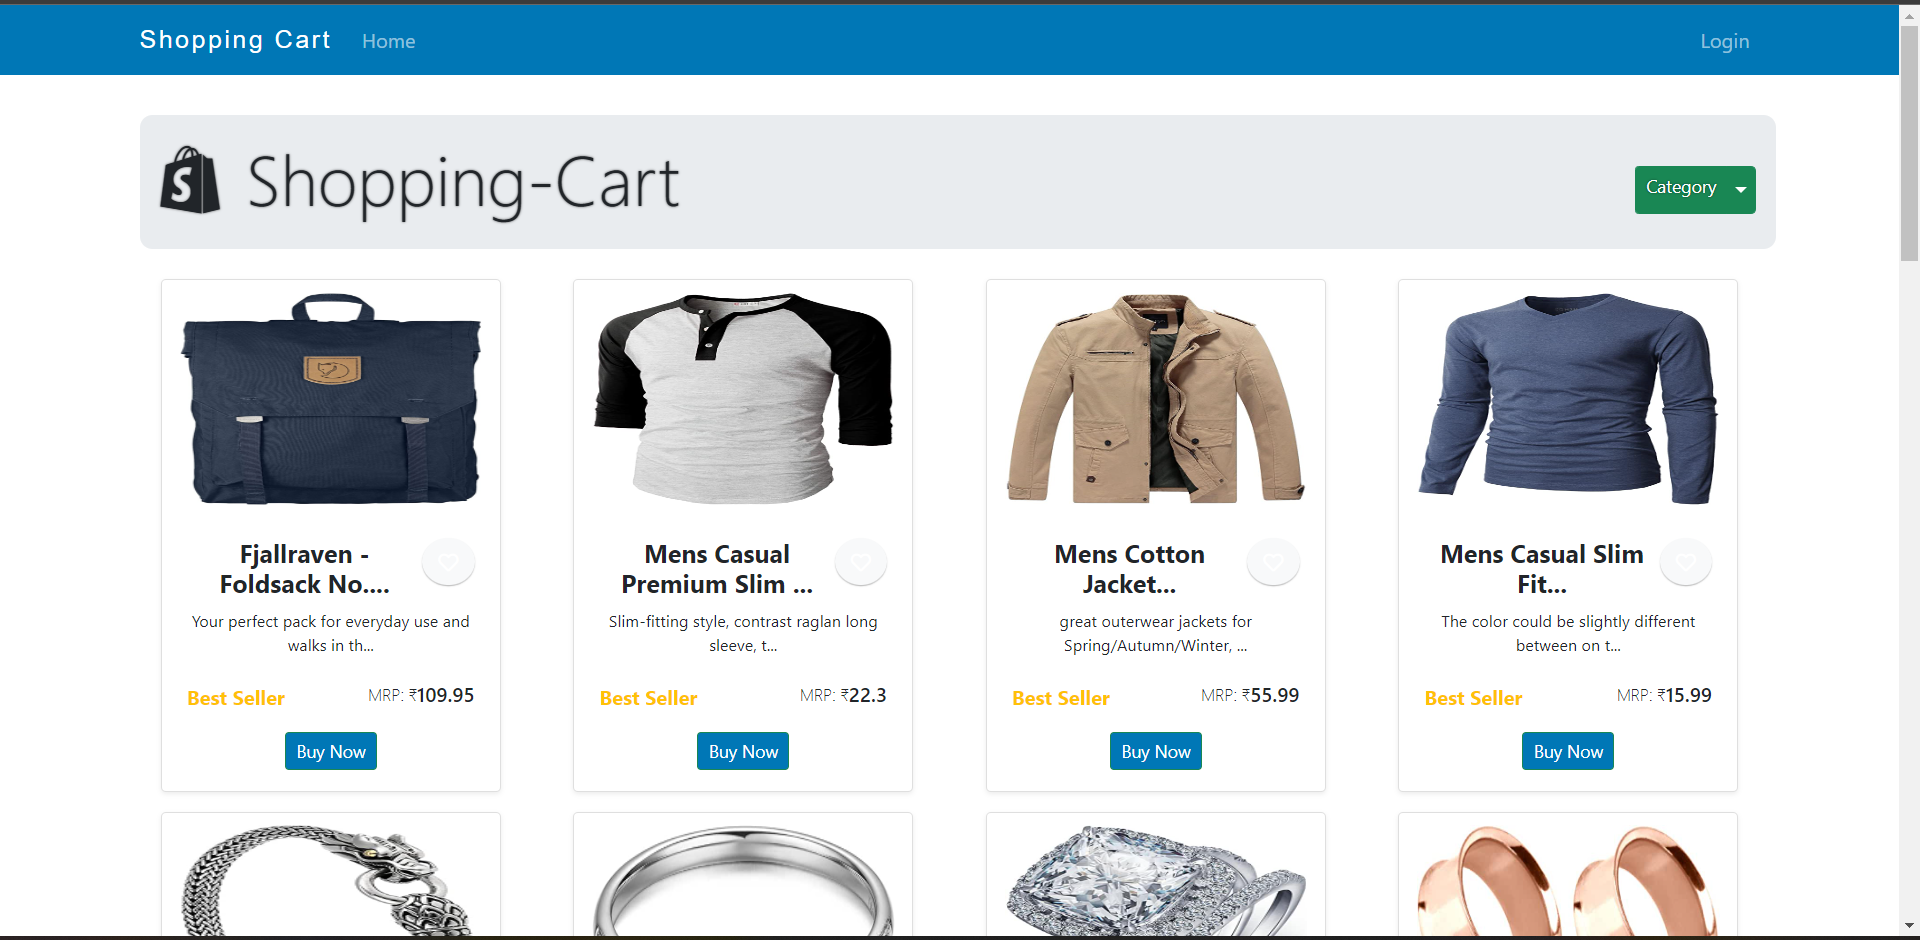 Shopping Cart Home Login
Shopping-Cart
Category
Fjallraven -
Foldsack No....
Your perfect pack for everyday use and
walks in th...
Best Seller MRP: ₹109.95
Buy Now
Mens Casual
Premium Slim ...
Slim-fitting style, contrast raglan long
sleeve, t...
Best Seller MRP: ₹22.3
Buy Now
Mens Cotton
Jacket...
great outerwear jackets for
Spring/Autumn/Winter, ...
Best Seller MRP: ₹55.99
Buy Now
Mens Casual Slim
Fit...
The color could be slightly different
between on t...
Best Seller MRP: ₹15.99
Buy Now